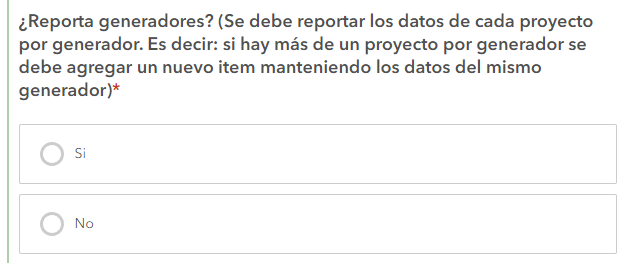 ¿Reporta generadores? (Se debe reportar los datos de cada proyecto
por generador. Es decir: si hay más de un proyecto por generador se
debe agregar un nuevo item manteniendo los datos del mismo
generador)*
Si
No